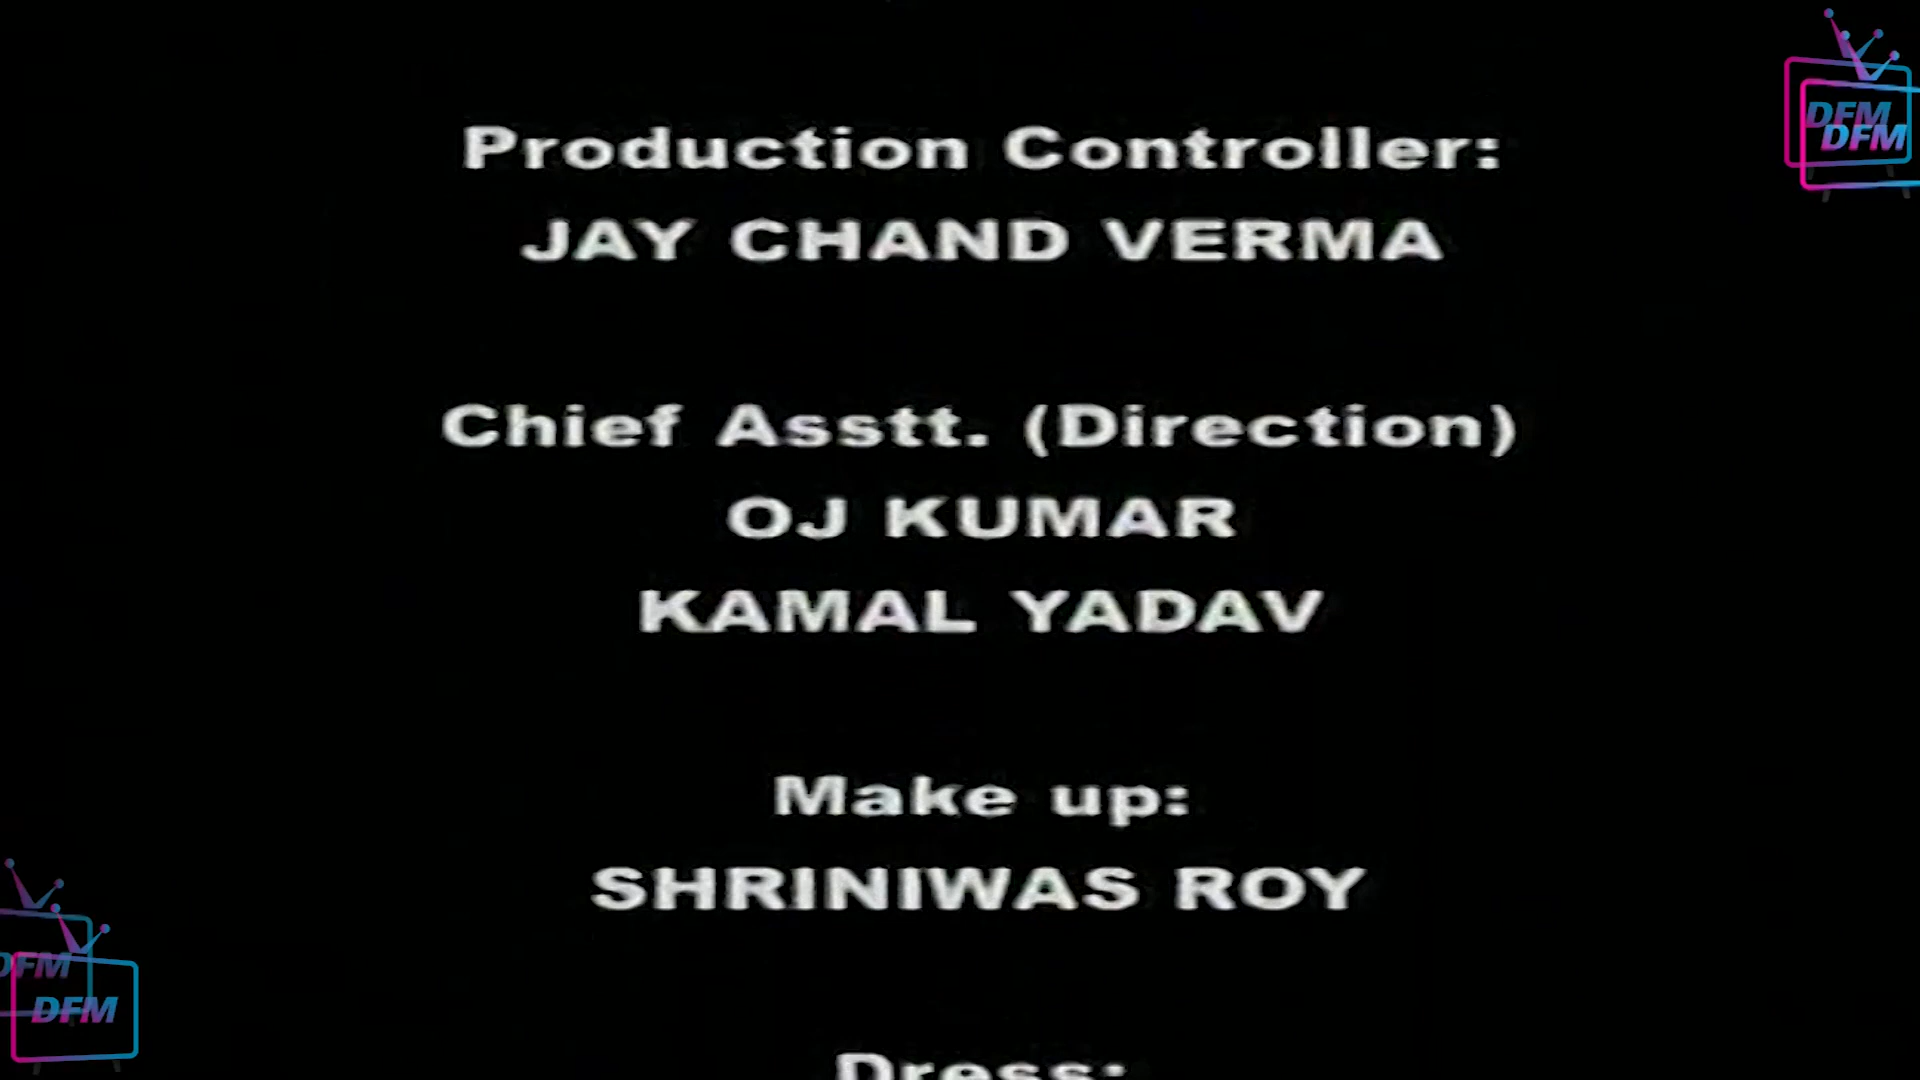 Production Controller:
JAY CHAND VERMA
Chief Asstt. (Direction)
OJ KUMAR
KAMAL YADAV
Make up:
SHRINIWAS ROY
Dress:
DFM
DFM
DFM
DFM